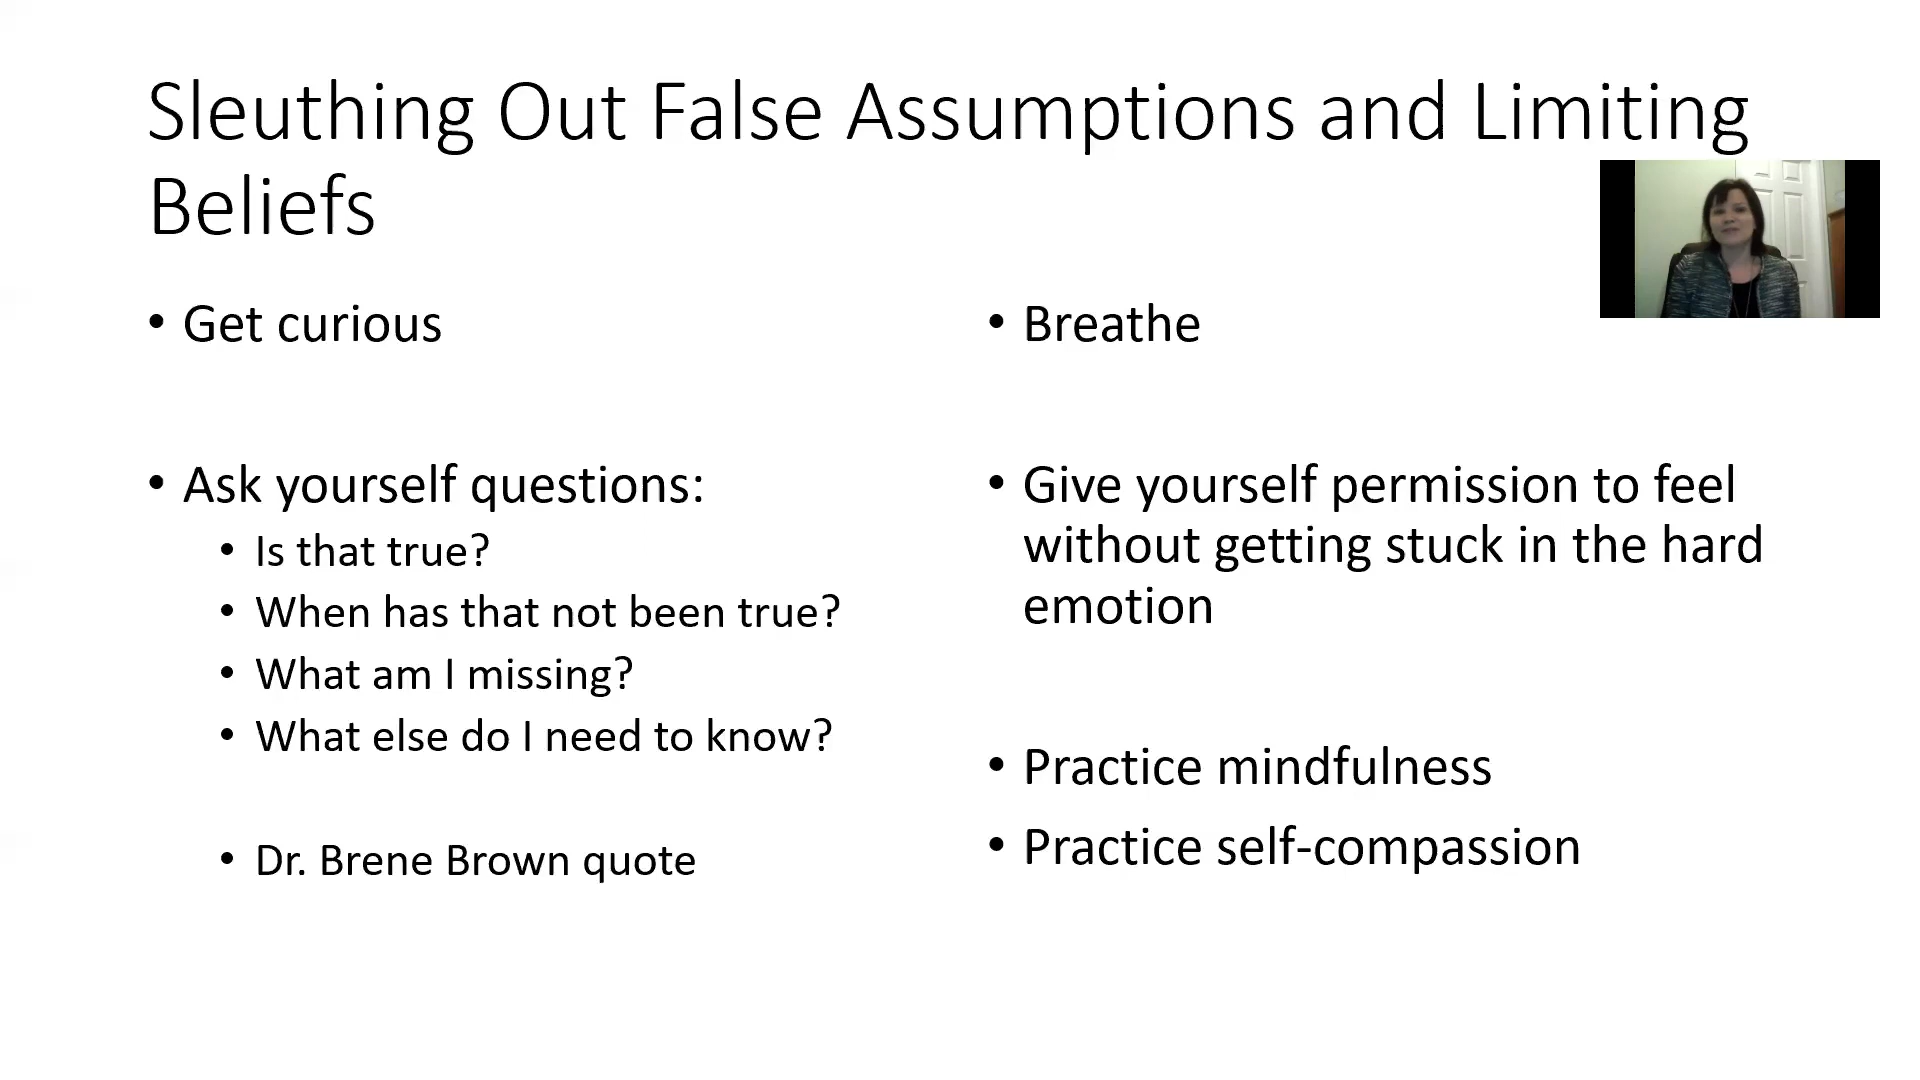 Sleuthing Out False Assumptions and Limiting
Beliefs
• Get curious
• Ask yourself questions:
• Is that true?
• When has that not been true?
• What am I missing?
• What else do I need to know?
• Dr. Brene Brown quote
• Breathe
• Give yourself permission to feel
without getting stuck in the hard
emotion
• Practice mindfulness
• Practice self-compassion